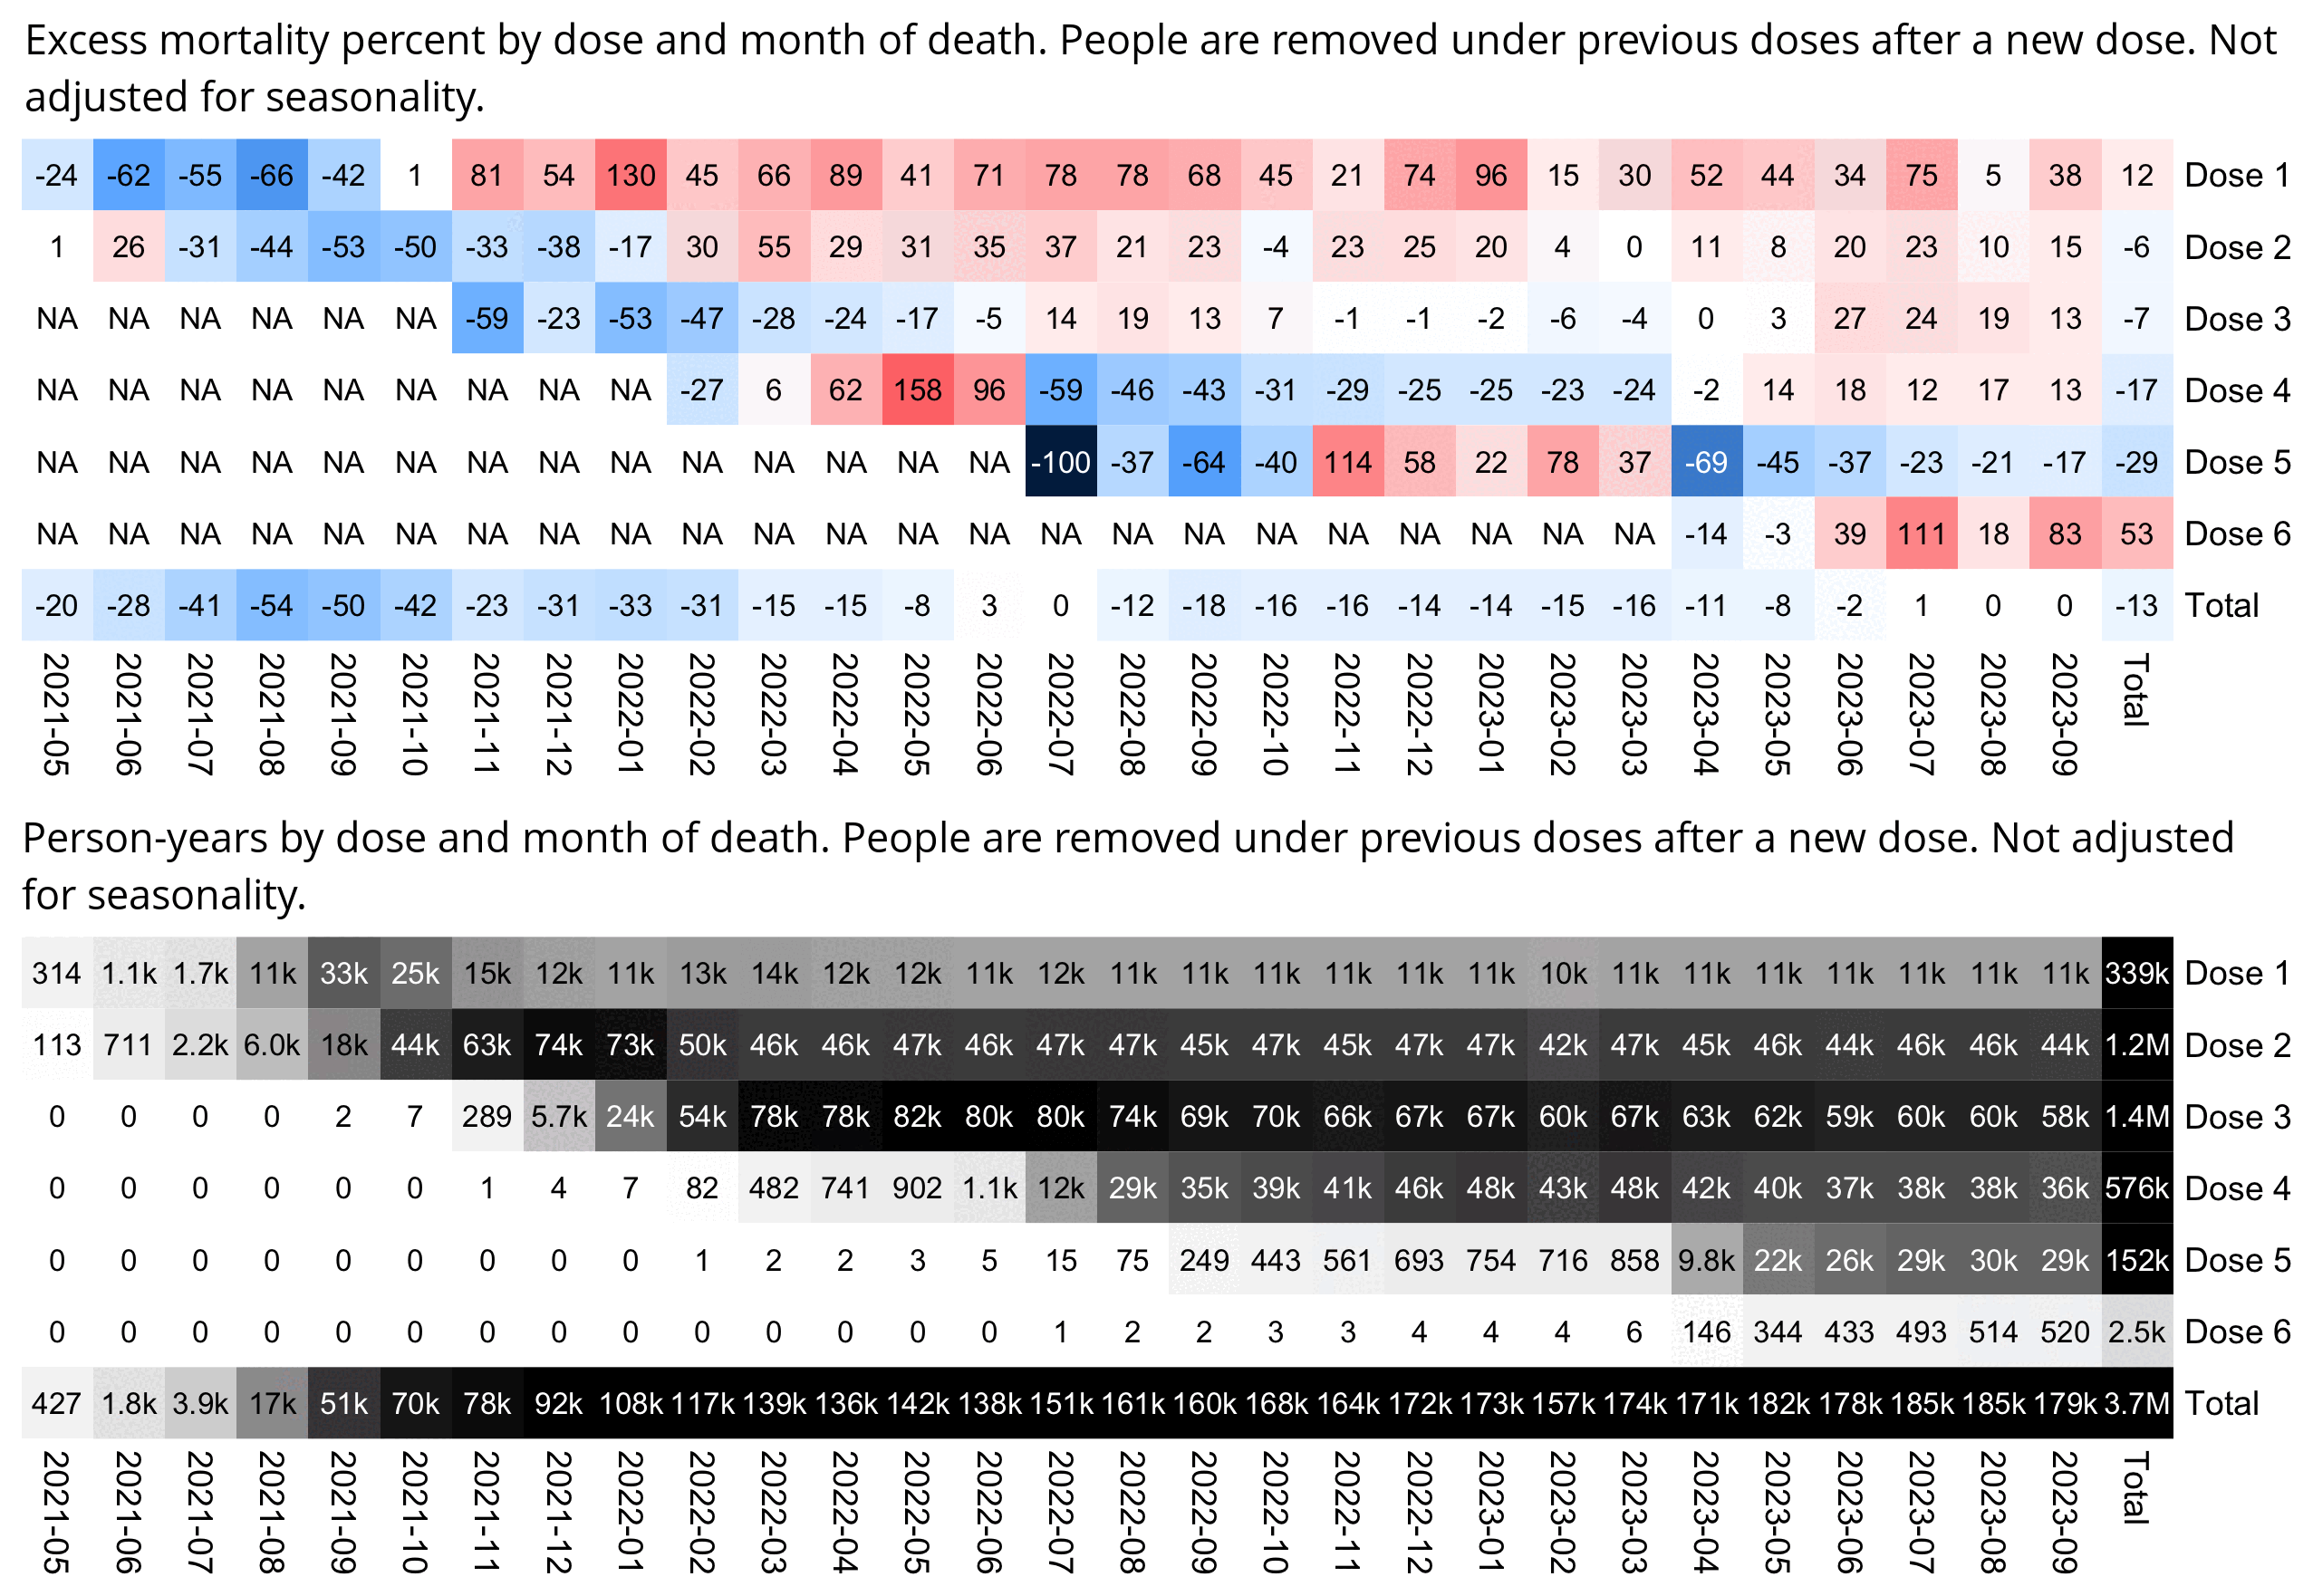 Excess mortality percent by dose and month of death. People are removed under previous doses after a new dose. Not
adjusted for seasonality.
-24 -62 -55 -66 -42 1 81 54 130 45 66 89 41 71 78 78 68 45 21 74 96 15 30 52 44 34 75 5 38 12 Dose 1
1 26 -31 -44 -53 -50 -33 -38 -17 30 55 29 31 35 37 21 23 -4 23 25 20 4 0 11 8 20 23 10 15 -6 Dose 2
NA NA NA NA NA NA -59 -23 -53 -47 -28 -24 -17 -5 14 19 13 7 -1 -1 -2 -6 -4 0 3 27 24 19 13 -7 Dose 3
NA NA NA NA NA NA NA NA NA -27 6 62 158 96 -59 -46 -43 -31 -29 -25 -25 -23 -24 -2 14 18 12 17 13 -17 Dose 4
NA NA NA NA NA NA NA NA NA NA NA NA NA NA -100 -37 -64 -40 114 58 22 78 37 -69 -45 -37 -23 -21 -17 -29 Dose 5
NA NA NA NA NA NA NA NA NA NA NA NA NA NA NA NA NA NA NA NA NA NA NA -14 -3 39 111 18 83 53 Dose 6
-20 -28 -41 -54 -50 -42 -23 -31 -33 -31 -15 -15 -8 3 0 -12 -18 -16 -16 -14 -14 -15 -16 -11 -8 -2 1 0 0 -13 Total
2021-05 2021-06 2021-07 2021-08 2021-09 2021-10 2021-11 2021-12 2022-01 2022-02 2022-03 2022-04 2022-05 2022-06 2022-07 2022-08 2022-09 2022-10 2022-11 2022-12 2023-01 2023-02 2023-03 2023-04 2023-05 2023-06 2023-07 2023-08 2023-09 Total
Person-years by dose and month of death. People are removed under previous doses after a new dose. Not adjusted
for seasonality.
314 1.1k 1.7k 11k 33k 25k 15k 12k 11k 13k 14k 12k 12k 11k 12k 11k 11k 11k 11k 11k 11k 10k 11k 11k 11k 11k 11k 11k 11k 339k Dose 1
113 711 2.2k 6.0k 18k 44k 63k 74k 73k 50k 46k 46k 47k 46k 47k 47k 45k 47k 45k 47k 47k 42k 47k 45k 46k 44k 46k 46k 44k 1.2M Dose 2
0 0 0 0 2 7 289 5.7k 24k 54k 78k 78k 82k 80k 80k 74k 69k 70k 66k 67k 67k 60k 67k 63k 62k 59k 60k 60k 58k 1.4M Dose 3
0 0 0 0 0 0 1 4 7 82 482 741 902 1.1k 12k 29k 35k 39k 41k 46k 48k 43k 48k 42k 40k 37k 38k 38k 36k 576k Dose 4
0 0 0 0 0 0 0 0 0 1 2 2 3 5 15 75 249 443 561 693 754 716 858 9.8k 22k 26k 29k 30k 29k 152k Dose 5
0 0 0 0 0 0 0 0 0 0 0 0 0 0 1 2 2 3 3 4 4 4 6 146 344 433 493 514 520 2.5k Dose 6
427 1.8k 3.9k 17k 51k 70k 78k 92k 108k 117k 139k 136k 142k 138k 151k 161k 160k 168k 164k 172k 173k 157k 174k 171k 182k 178k 185k 185k 179k 3.7M Total
2021-05 2021-06 2021-07 2021-08 2021-09 2021-10 2021-11 2021-12 2022-01 2022-02 2022-03 2022-04 2022-05 2022-06 2022-07 2022-08 2022-09 2022-10 2022-11 2022-12 2023-01 2023-02 2023-03 2023-04 2023-05 2023-06 2023-07 2023-08 2023-09 Total